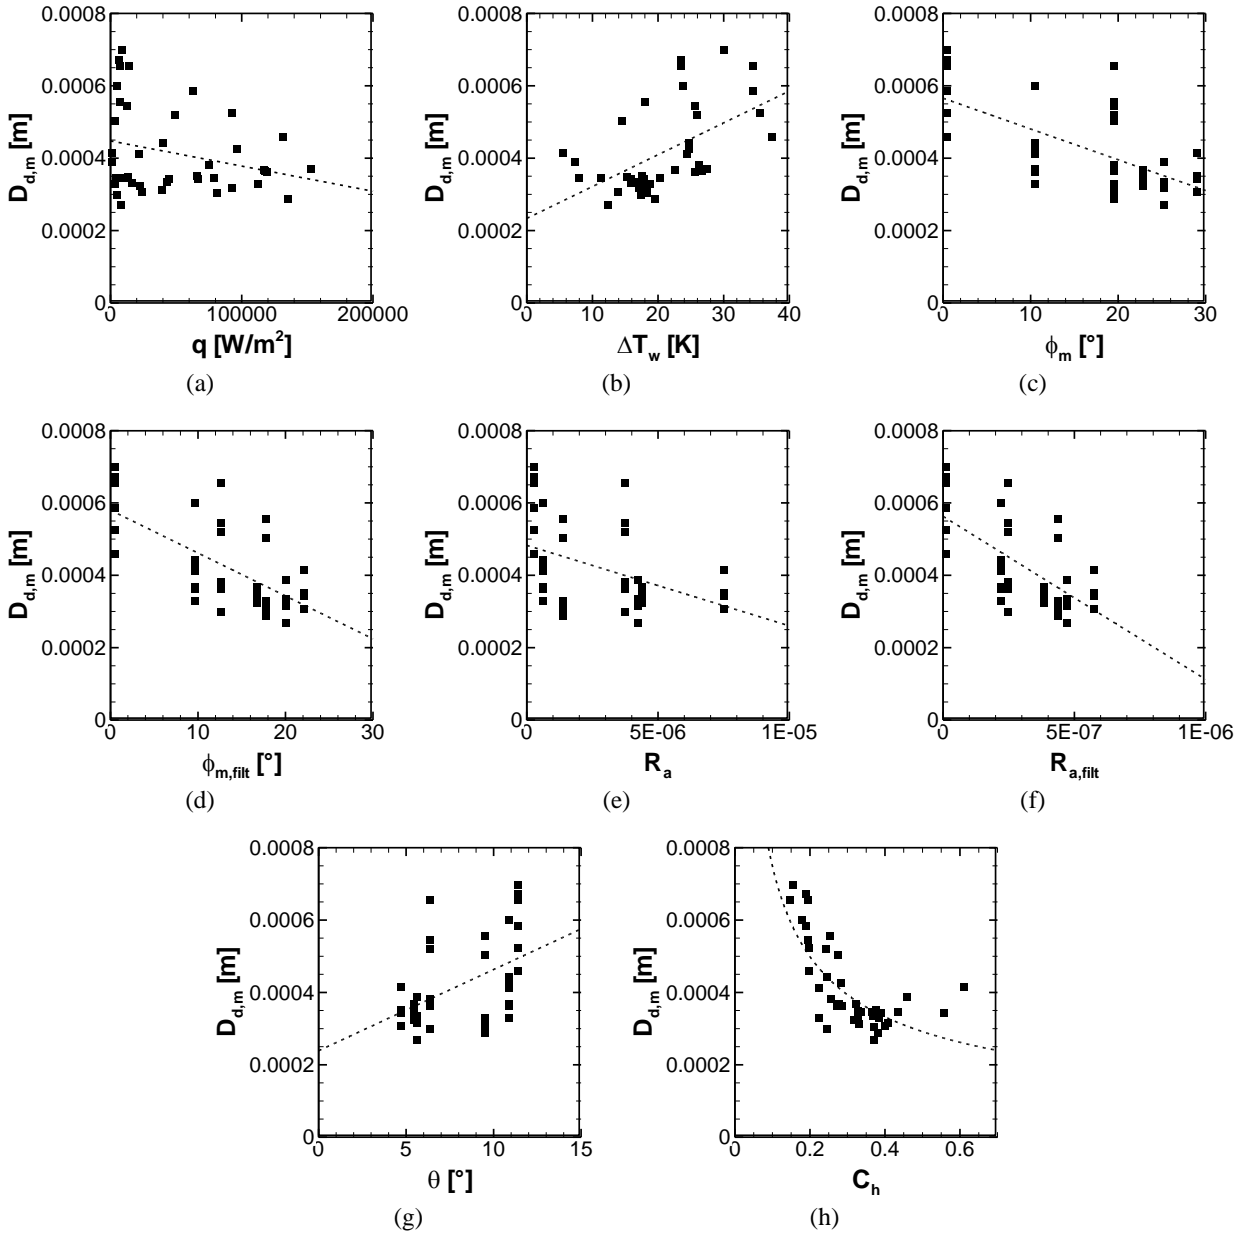 0.0008
0.0006
0.0004
0.0002
0
D_d,m [m]
0 100000 200000
q [W/m²]
(a)
0.0008
0.0006
0.0004
0.0002
0
D_d,m [m]
0 10 20 30 40
ΔT_w [K]
(b)
0.0008
0.0006
0.0004
0.0002
0
D_d,m [m]
0 10 20 30
ϕ_m [°]
(c)
0.0008
0.0006
0.0004
0.0002
0
D_d,m [m]
0 10 20 30
ϕ_m,filt [°]
(d)
0.0008
0.0006
0.0004
0.0002
0
D_d,m [m]
0 5E-06 1E-05
R_a
(e)
0.0008
0.0006
0.0004
0.0002
0
D_d,m [m]
0 5E-07 1E-06
R_a,filt
(f)
0.0008
0.0006
0.0004
0.0002
0
D_d,m [m]
0 5 10 15
θ [°]
(g)
0.0008
0.0006
0.0004
0.0002
0
D_d,m [m]
0 0.2 0.4 0.6
C_h
(h)